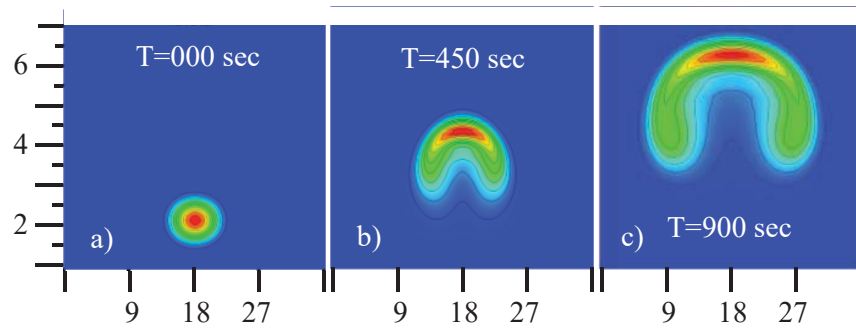 T=000 sec
T=450 sec
T=900 sec
a)
b)
c)
6
4
2
9 18 27
9 18 27
9 18 27